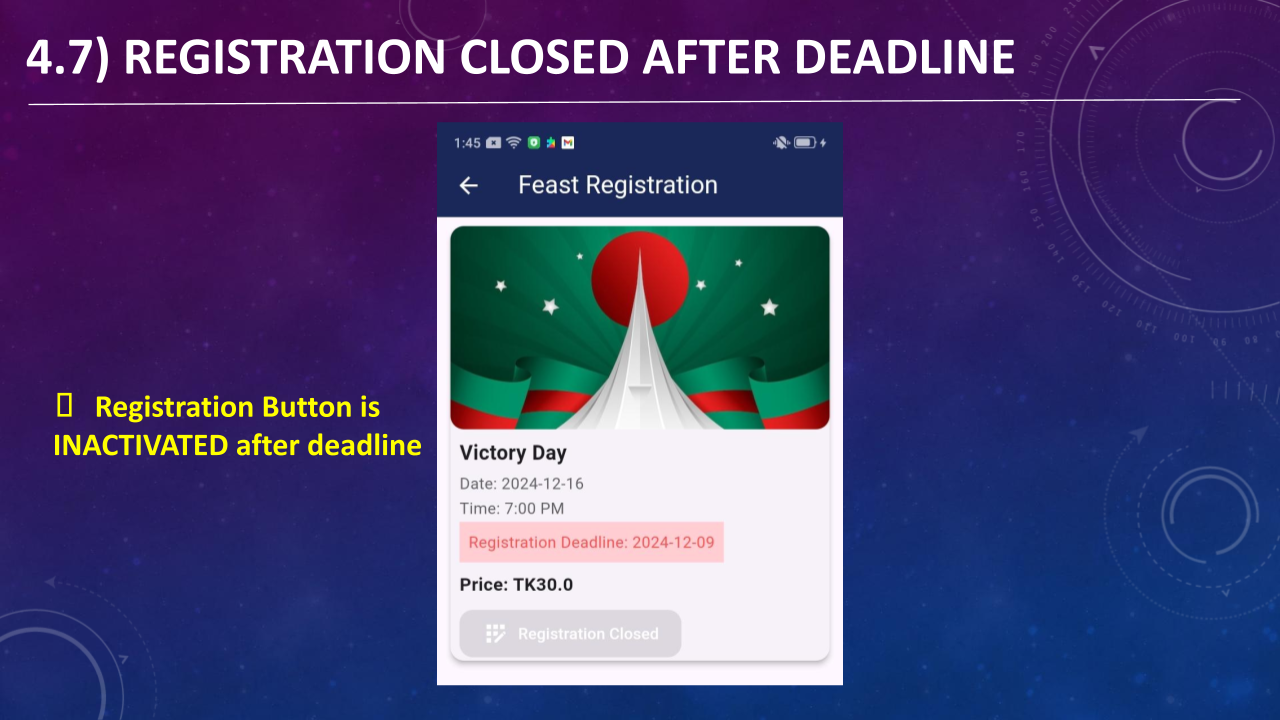 4.7) REGISTRATION CLOSED AFTER DEADLINE
Registration Button is
INACTIVATED after deadline
1:45
Feast Registration
Victory Day
Date: 2024-12-16
Time: 7:00 PM
Registration Deadline: 2024-12-09
Price: TK30.0
Registration Closed